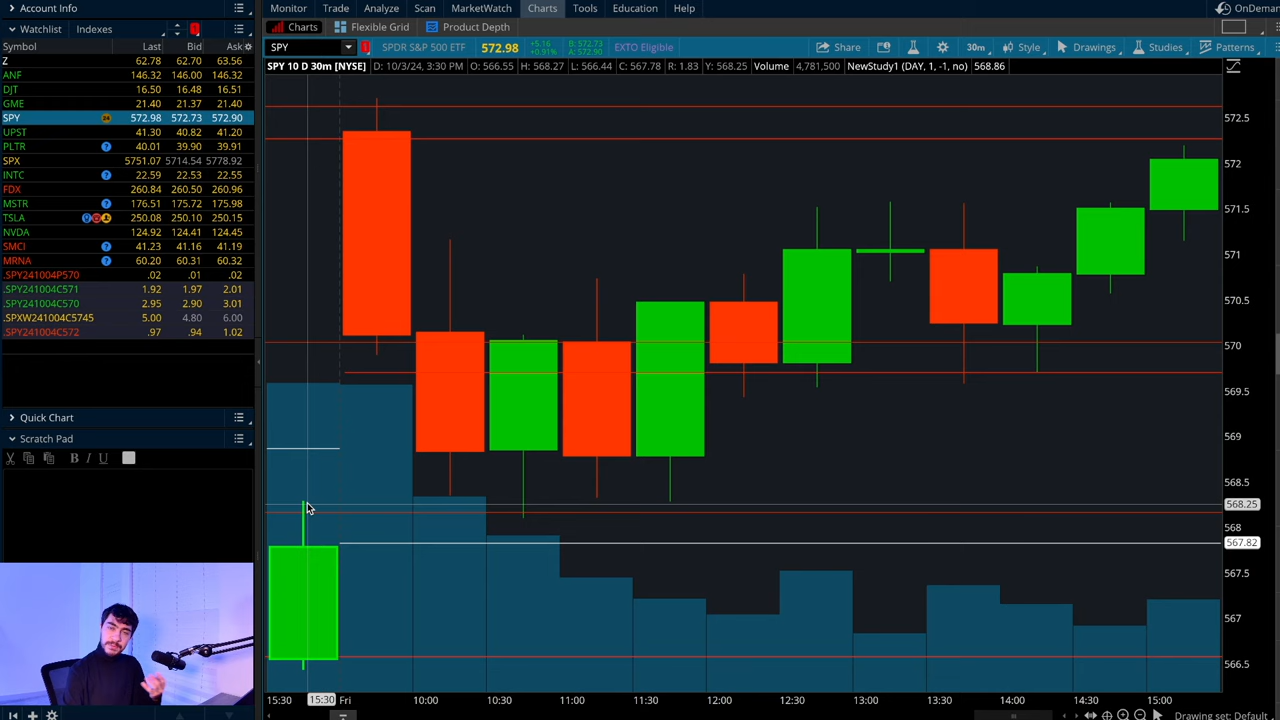 Account Info
Monitor Trade Analyze Scan MarketWatch Charts Tools Education Help OnDemand
Watchlist Indexes
Charts Flexible Grid Product Depth
Symbol Last Bid Ask
SPY SPDR S&P 500 ETF 572.98 +5.16 +0.91% B: 572.73 A: 572.90 EXTO Eligible Share 30m Style Drawings Studies Patterns
SPY 10 D 30m [NYSE] D: 10/3/24, 3:30 PM O: 566.55 H: 568.27 L: 566.44 C: 567.78 R: 1.83 Y: 568.25 Volume 4,781,500 NewStudy1 (DAY, 1, -1, no) 568.86
Z 62.78 62.70 63.56
ANF 146.32 146.00 146.32
DJT 16.50 16.48 16.51
GME 21.40 21.37 21.40
SPY 572.98 572.73 572.90
UPST 41.30 40.82 41.20
PLTR 40.01 39.90 39.91
SPX 5751.07 5714.54 5778.92
INTC 22.59 22.53 22.55
FDX 260.84 260.50 260.96
MSTR 176.51 175.72 175.98
TSLA 250.08 250.10 250.15
NVDA 124.92 124.41 124.45
SMCI 41.23 41.16 41.19
MRNA 60.20 60.31 60.32
.SPY241004P570 .02 .01 .02
.SPY241004C571 1.92 1.97 2.01
.SPY241004C570 2.95 2.90 3.01
.SPXW241004C5745 5.00 4.80 6.00
.SPY241004C572 .97 .94 1.02
Quick Chart
Scratch Pad
B I U
572.5
572
571.5
571
570.5
570
569.5
569
568.5
568.25
568
567.82
567.5
567
566.5
15:30 15:30 Fri 10:00 10:30 11:00 11:30 12:00 12:30 13:00 13:30 14:00 14:30 15:00
Drawing set: Default